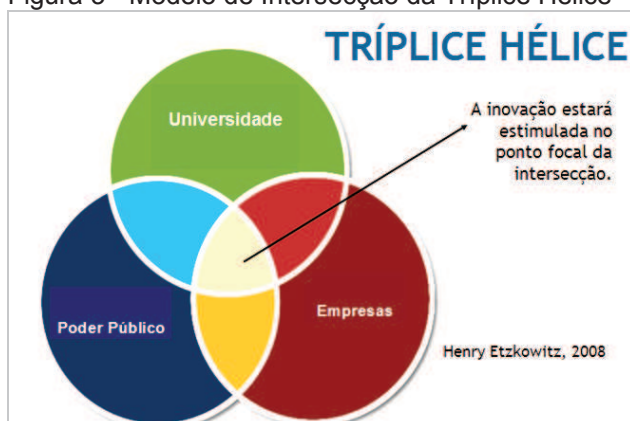 Figura 3 - Modelo de Intersecção da Tríplice Hélice
TRÍPLICE HÉLICE
Universidade
A inovação estará
estimulada no
ponto focal da
intersecção.
Poder Público
Empresas
Henry Etzkowitz, 2008